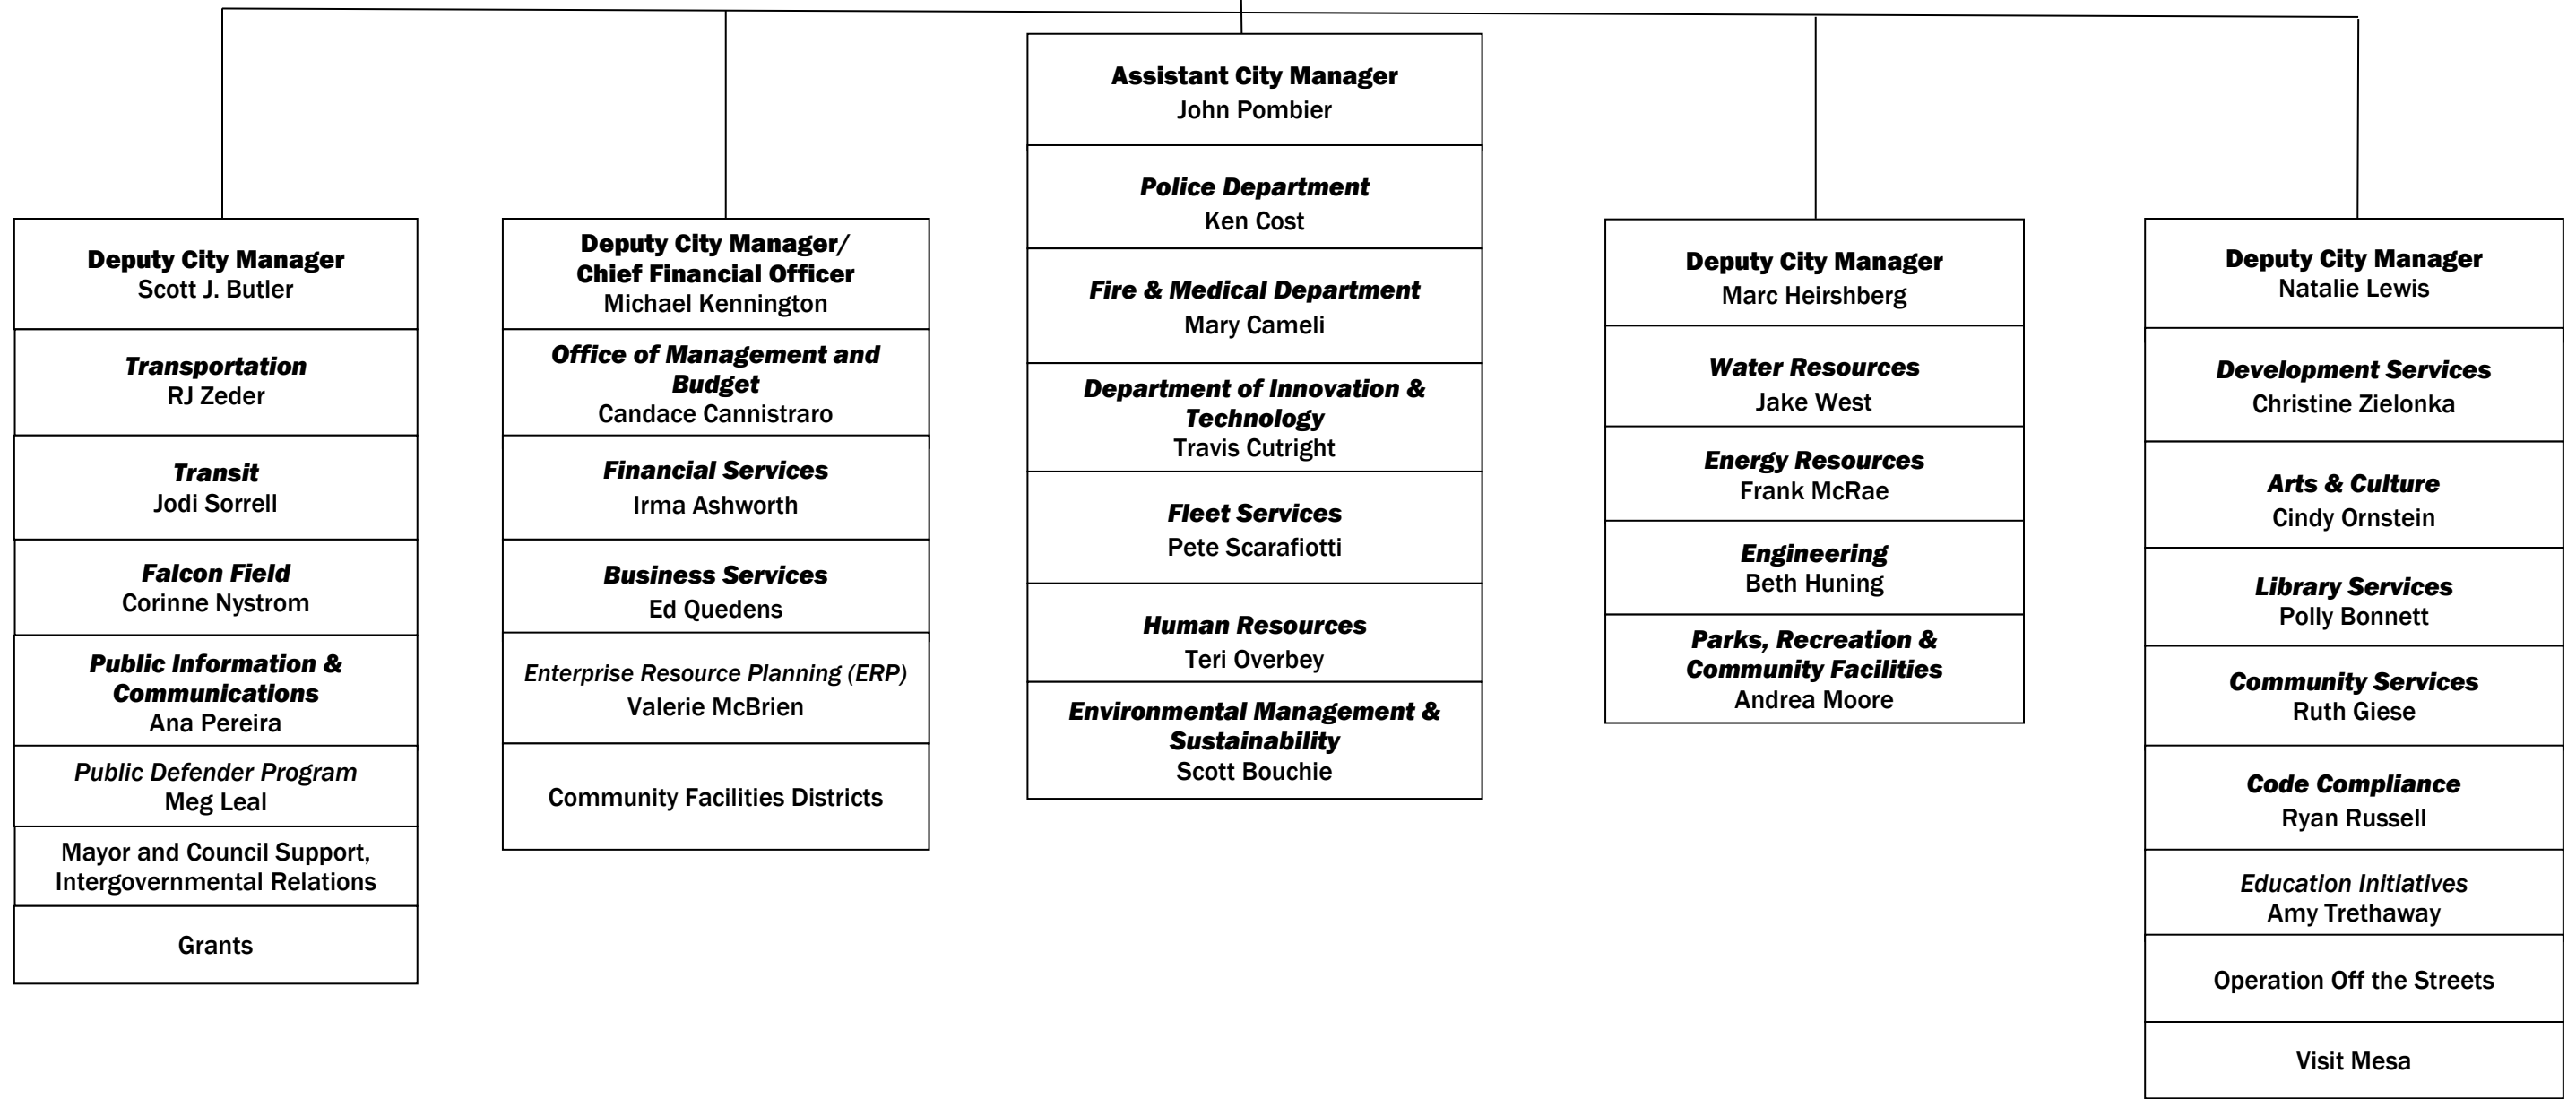 Deputy City Manager
Scott J. Butler
Transportation
RJ Zeder
Transit
Jodi Sorrell
Falcon Field
Corinne Nystrom
Public Information &
Communications
Ana Pereira
Public Defender Program
Meg Leal
Mayor and Council Support,
Intergovernmental Relations
Grants
Deputy City Manager/
Chief Financial Officer
Michael Kennington
Office of Management and
Budget
Candace Cannistraro
Financial Services
Irma Ashworth
Business Services
Ed Quedens
Enterprise Resource Planning (ERP)
Valerie McBrien
Community Facilities Districts
Assistant City Manager
John Pombier
Police Department
Ken Cost
Fire & Medical Department
Mary Cameli
Department of Innovation &
Technology
Travis Cutright
Fleet Services
Pete Scarafiotti
Human Resources
Teri Overbey
Environmental Management &
Sustainability
Scott Bouchie
Deputy City Manager
Marc Heirshberg
Water Resources
Jake West
Energy Resources
Frank McRae
Engineering
Beth Huning
Parks, Recreation &
Community Facilities
Andrea Moore
Deputy City Manager
Natalie Lewis
Development Services
Christine Zielonka
Arts & Culture
Cindy Ornstein
Library Services
Polly Bonnett
Community Services
Ruth Giese
Code Compliance
Ryan Russell
Education Initiatives
Amy Trethaway
Operation Off the Streets
Visit Mesa